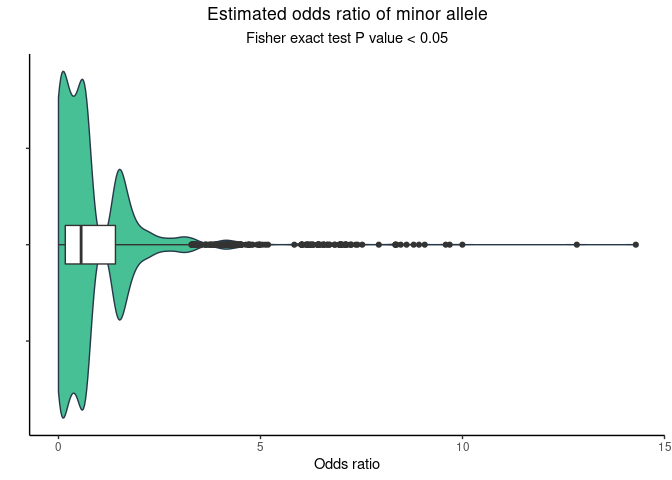 Estimated odds ratio of minor allele
Fisher exact test P value < 0.05
0 5 10 15
Odds ratio